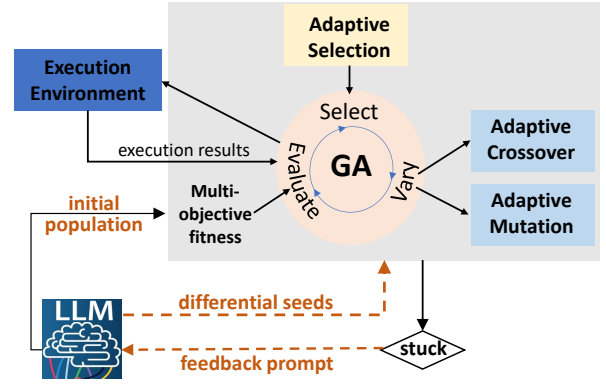 Adaptive
Selection
Execution
Environment
Select
execution results
Evaluate
GA
Vary
Adaptive
Crossover
Multi-
objective
fitness
initial
population
Adaptive
Mutation
LLM
differential seeds
stuck
feedback prompt